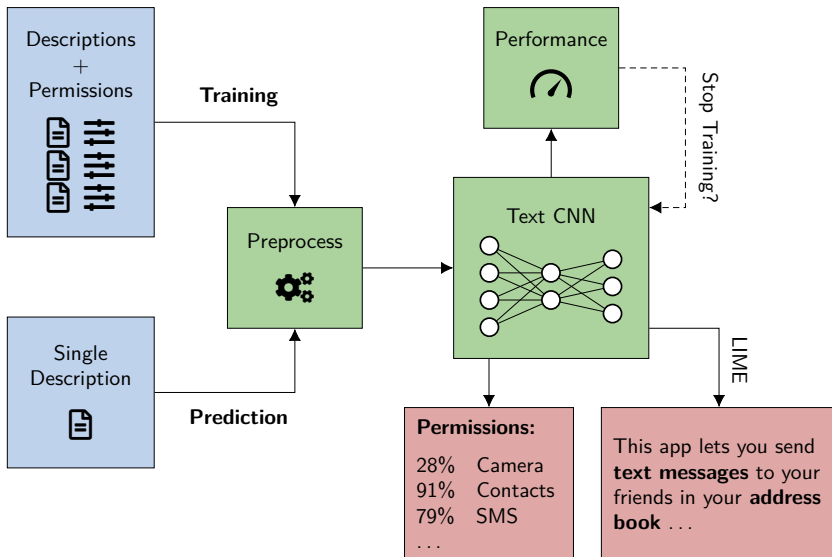 Descriptions
+
Permissions
Training
Performance
Stop Training?
Preprocess
Text CNN
Single
Description
Prediction
LIME
Permissions:
28% Camera
91% Contacts
79% SMS
...
This app lets you send
text messages to your
friends in your address
book ...